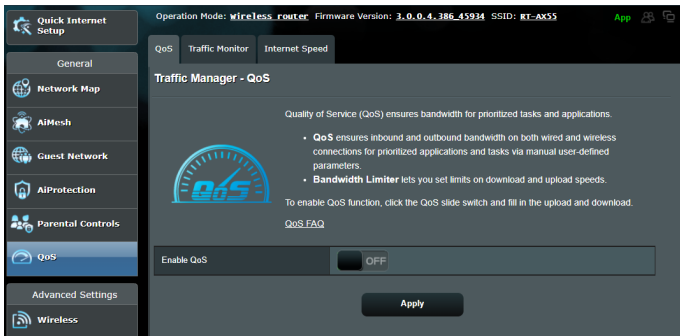 Quick Internet
Setup
Operation Mode: Wireless router Firmware Version: 3.0.0.4.386_45934 SSID: RT-AX55
App
QoS Traffic Monitor Internet Speed
General
Traffic Manager - QoS
Network Map
AiMesh
Guest Network
AiProtection
Parental Controls
QoS
Advanced Settings
Wireless
Quality of Service (QoS) ensures bandwidth for prioritized tasks and applications.
• QoS ensures inbound and outbound bandwidth on both wired and wireless
connections for prioritized applications and tasks via manual user-defined
parameters.
• Bandwidth Limiter lets you set limits on download and upload speeds.
To enable QoS function, click the QoS slide switch and fill in the upload and download.
QoS FAQ
QoS
Enable QoS OFF
Apply